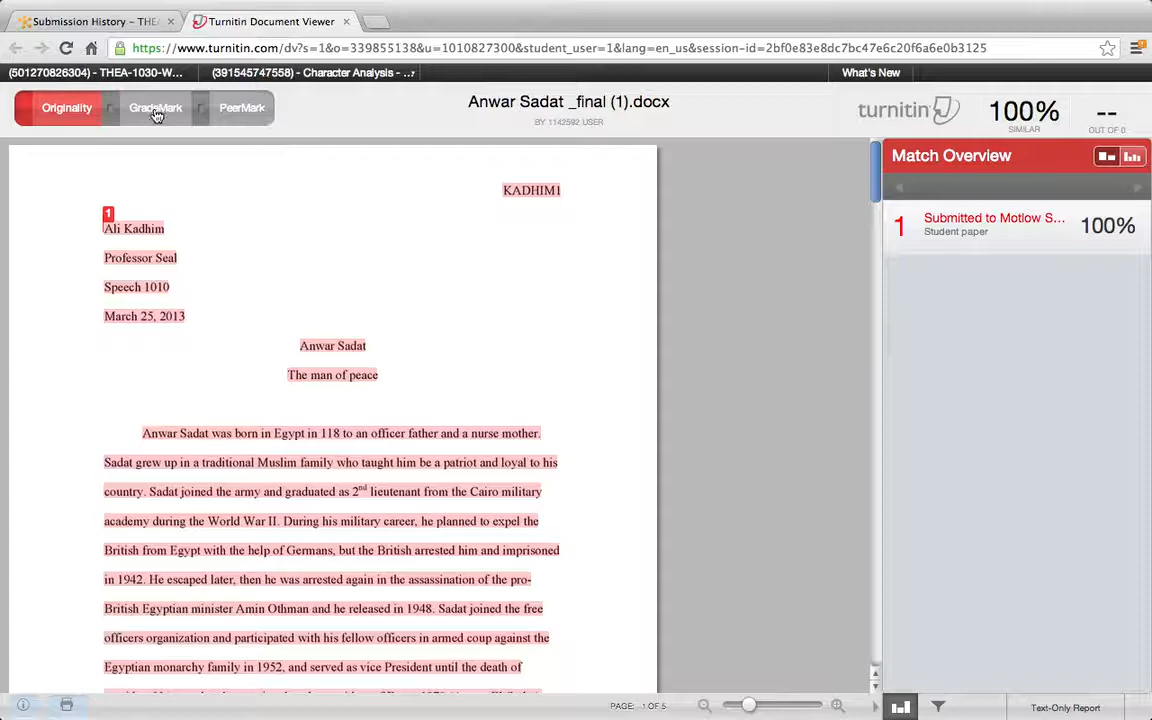 Submission History – THEA
Turnitin Document Viewer
https://www.turnitin.com/dv?s=1&o=339855138&u=1010827300&student_user=1&lang=en_us&session-id=2bf0e83e8dc7bc47e6c20f6a6e0b3125
(501270826304) - THEA-1030-W...
(391545747558) - Character Analysis - ...
What's New
Originality
GradeMark
PeerMark
Anwar Sadat _final (1).docx
BY 1142592 USER
turnitin
100%
SIMILAR
--
OUT OF 0
Match Overview
1
Submitted to Motlow S...
Student paper
100%
KADHIM1
1
Ali Kadhim
Professor Seal
Speech 1010
March 25, 2013
Anwar Sadat
The man of peace
Anwar Sadat was born in Egypt in 118 to an officer father and a nurse mother.
Sadat grew up in a traditional Muslim family who taught him be a patriot and loyal to his
country. Sadat joined the army and graduated as 2nd lieutenant from the Cairo military
academy during the World War II. During his military career, he planned to expel the
British from Egypt with the help of Germans, but the British arrested him and imprisoned
in 1942. He escaped later, then he was arrested again in the assassination of the pro-
British Egyptian minister Amin Othman and he released in 1948. Sadat joined the free
officers organization and participated with his fellow officers in armed coup against the
Egyptian monarchy family in 1952, and served as vice President until the death of
PAGE: 1 OF 5
Text-Only Report